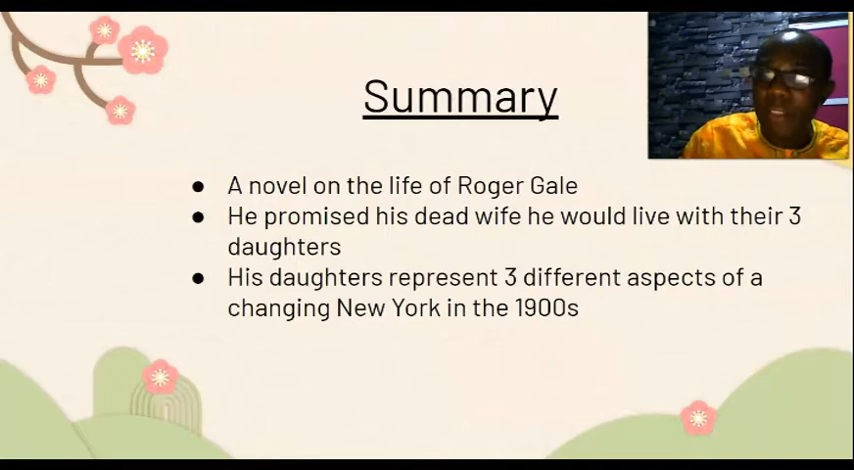 Summary
● A novel on the life of Roger Gale
● He promised his dead wife he would live with their 3
daughters
● His daughters represent 3 different aspects of a
changing New York in the 1900s